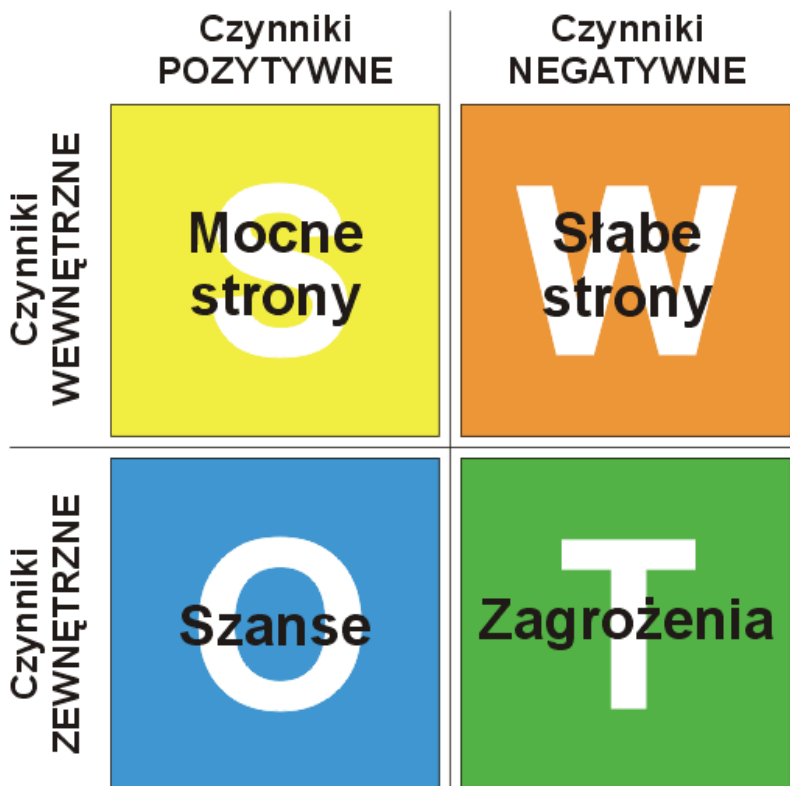 Czynniki
POZYTYWNE
Czynniki
NEGATYWNE
Czynniki
WEWNĘTRZNE
S
Mocne
strony
W
Słabe
strony
Czynniki
ZEWNĘTRZNE
O
Szanse
T
Zagrożenia